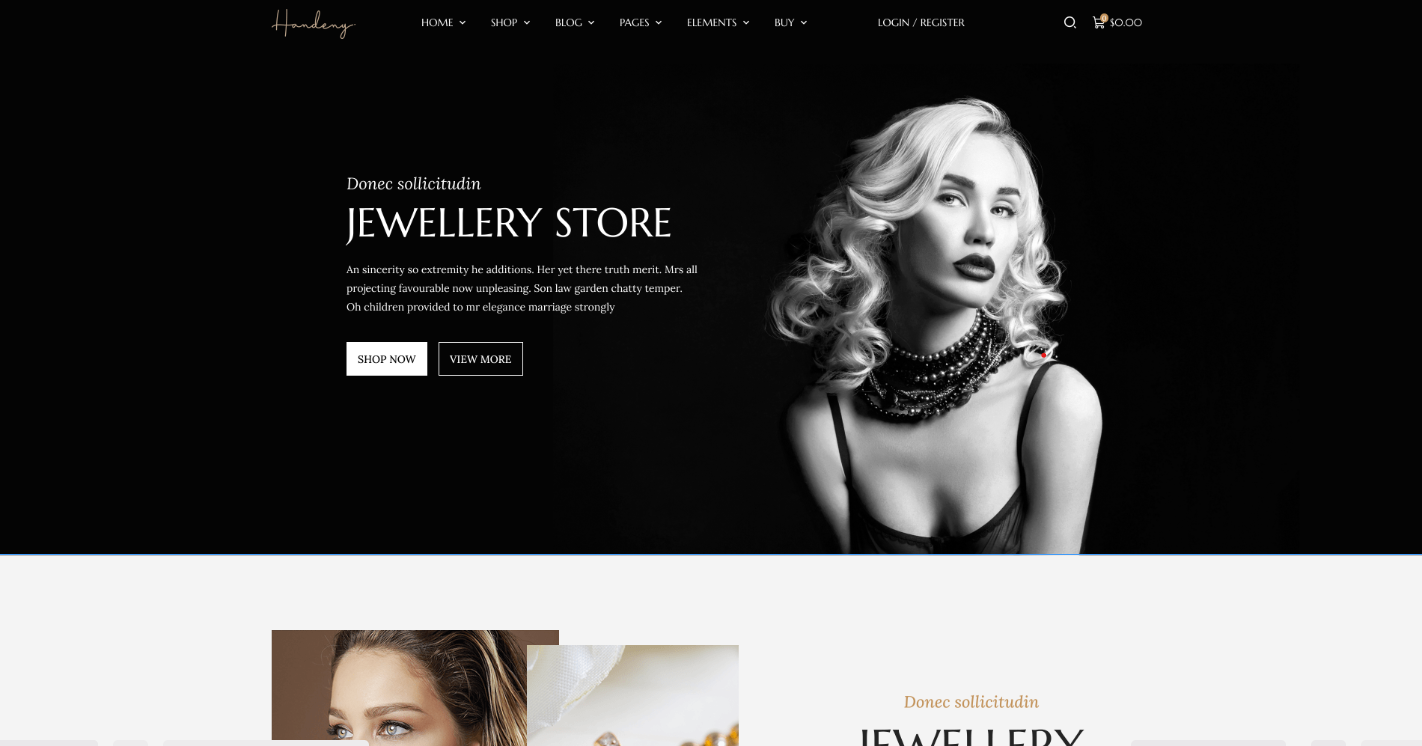 Handeny
HOME SHOP BLOG PAGES ELEMENTS BUY LOGIN / REGISTER 0 $0.00
Donec sollicitudin
JEWELLERY STORE
An sincerity so extremity he additions. Her yet there truth merit. Mrs all
projecting favourable now unpleasing. Son law garden chatty temper.
Oh children provided to mr elegance marriage strongly
SHOP NOW VIEW MORE
Donec sollicitudin
JEWELLERY